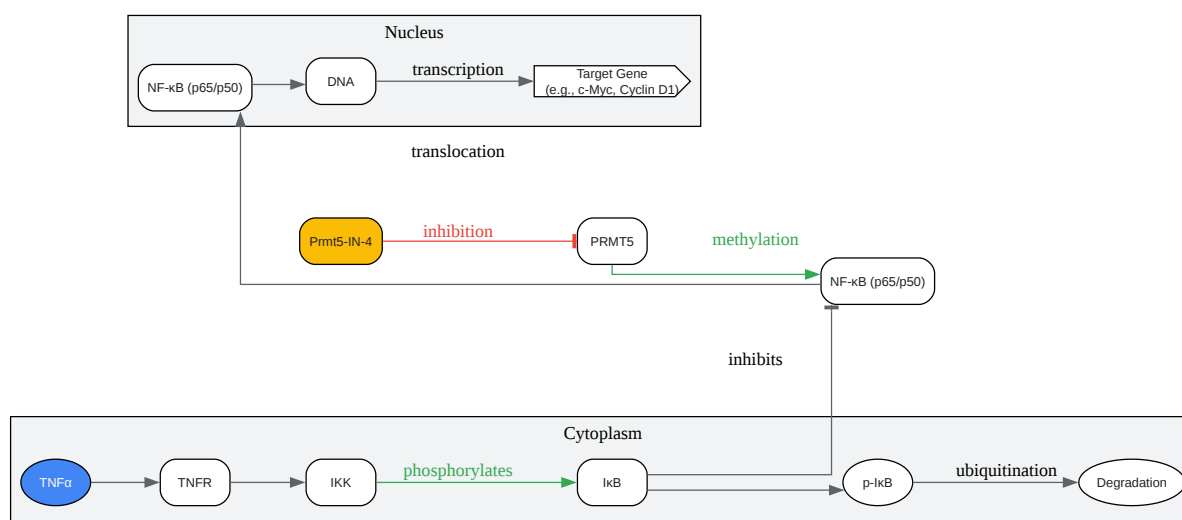 Nucleus
NF-κB (p65/p50)
DNA
transcription
Target Gene
(e.g., c-Myc, Cyclin D1)
translocation
Prmt5-IN-4
inhibition
PRMT5
methylation
NF-κB (p65/p50)
inhibits
Cytoplasm
TNFα
TNFR
IKK
phosphorylates
IκB
p-IκB
ubiquitination
Degradation